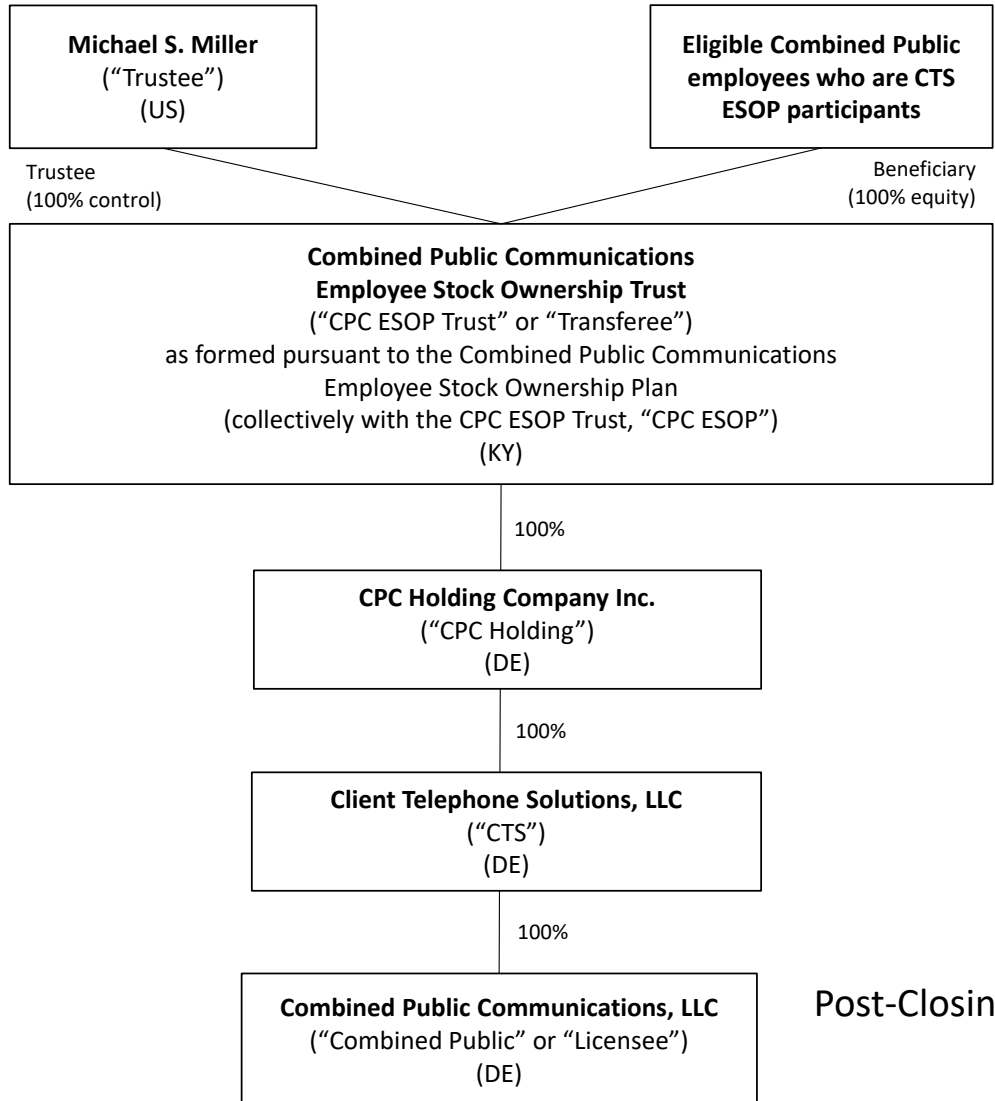 Michael S. Miller
(“Trustee”)
(US)
Eligible Combined Public
employees who are CTS
ESOP participants
Trustee
(100% control)
Beneficiary
(100% equity)
Combined Public Communications
Employee Stock Ownership Trust
(“CPC ESOP Trust” or “Transferee”)
as formed pursuant to the Combined Public Communications
Employee Stock Ownership Plan
(collectively with the CPC ESOP Trust, “CPC ESOP”)
(KY)
100%
CPC Holding Company Inc.
(“CPC Holding”)
(DE)
100%
Client Telephone Solutions, LLC
(“CTS”)
(DE)
100%
Combined Public Communications, LLC
(“Combined Public” or “Licensee”)
(DE)
Post-Closin